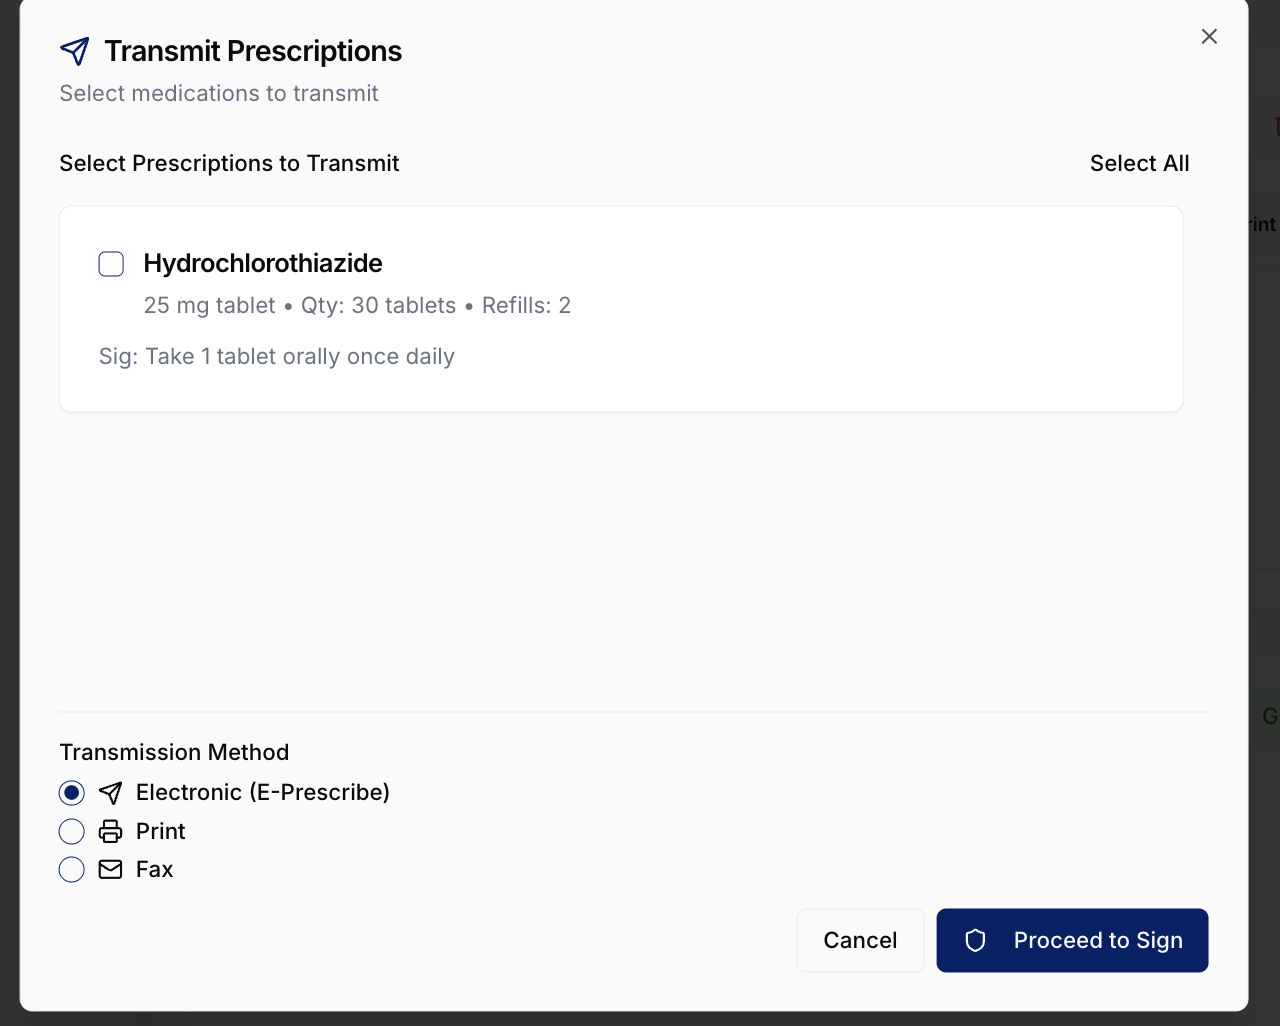 Transmit Prescriptions
Select medications to transmit
Select Prescriptions to Transmit
Select All
Hydrochlorothiazide
25 mg tablet • Qty: 30 tablets • Refills: 2
Sig: Take 1 tablet orally once daily
Transmission Method
Electronic (E-Prescribe)
Print
Fax
Cancel
Proceed to Sign